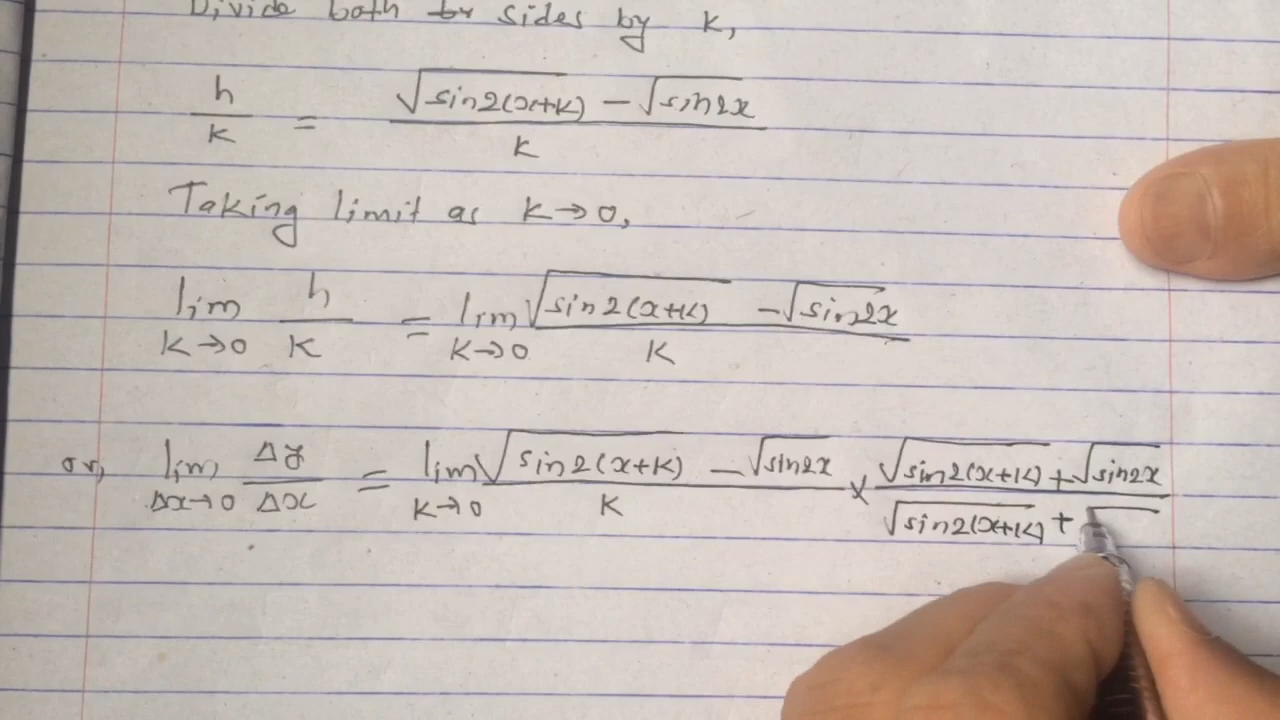 Divide both by sides by k,
h/k = (√sin2(x+k) - √sin2x)/k
Taking limit as k→0,
lim k→0 h/k = lim k→0 (√sin2(x+k) - √sin2x)/k
or, lim Δx→0 Δy/Δx = lim k→0 (√sin2(x+k) - √sin2x)/k × (√sin2(x+k) + √sin2x)/(√sin2(x+k) + √